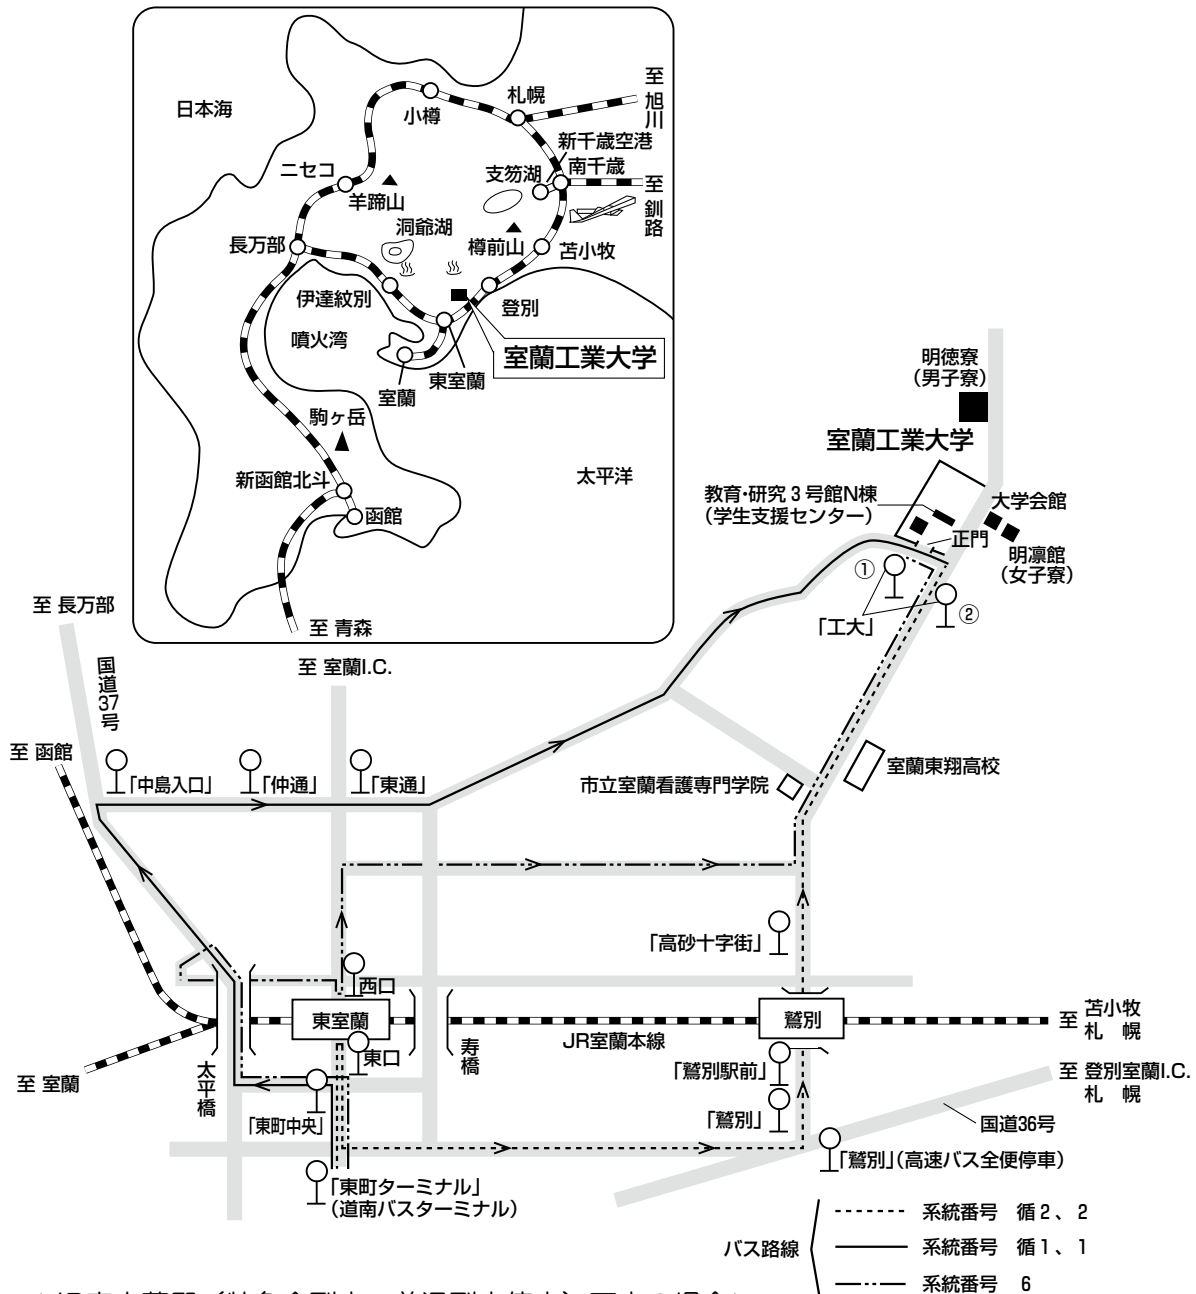 日本海
小樽
札幌
至 旭川
新千歳空港
南千歳
支笏湖
至 釧路
ニセコ
羊蹄山
洞爺湖
樽前山
苫小牧
長万部
伊達紋別
登別
噴火湾
室蘭工業大学
東室蘭
室蘭
駒ヶ岳
新函館北斗
函館
太平洋
至 青森
明徳寮
(男子寮)
室蘭工業大学
教育・研究3号館N棟
(学生支援センター)
大学会館
正門
明凛館
(女子寮)
①
②
「工大」
至 長万部
国道37号
至 室蘭I.C.
至 函館
「中島入口」
「仲通」
「東通」
市立室蘭看護専門学院
室蘭東翔高校
「高砂十字街」
西口
東室蘭
東口
鷲別
至 苫小牧
札 幌
JR室蘭本線
寿橋
太平橋
至 室蘭
「鷲別駅前」
「鷲別」
「東町中央」
至 登別室蘭I.C.
札 幌
国道36号
「鷲別」(高速バス全便停車)
「東町ターミナル」
(道南バスターミナル)
バス路線
系統番号 循2、2
系統番号 循1、1
系統番号 6